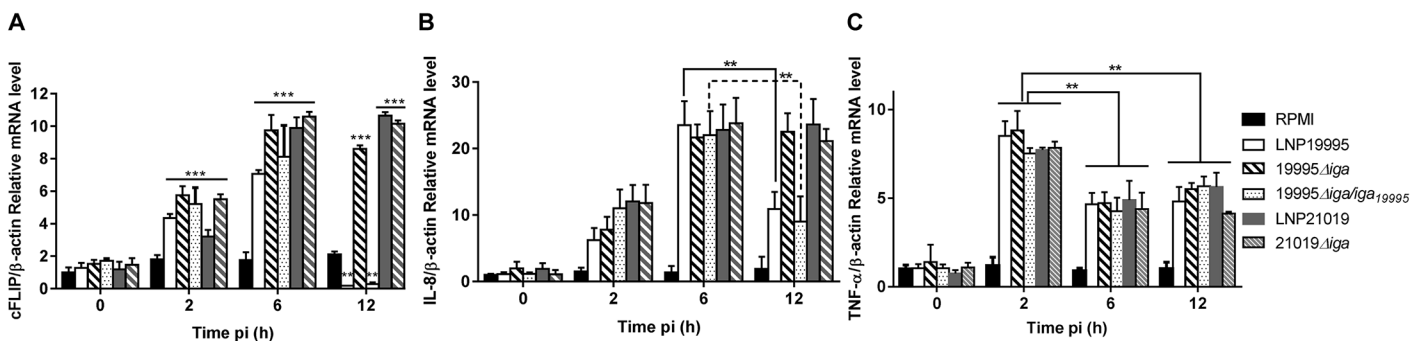 A
cFLIP/β-actin Relative mRNA level
12
10
8
6
4
2
0
***
***
**
***
**
***
0 2 6 12
Time pi (h)
B
IL-8/β-actin Relative mRNA level
30
20
10
0
**
**
0 2 6 12
Time pi (h)
C
TNF-α/β-actin Relative mRNA level
10
5
0
**
**
0 2 6 12
Time pi (h)
RPMI
LNP19995
19995Δiga
19995Δiga/iga19995
LNP21019
21019Δiga